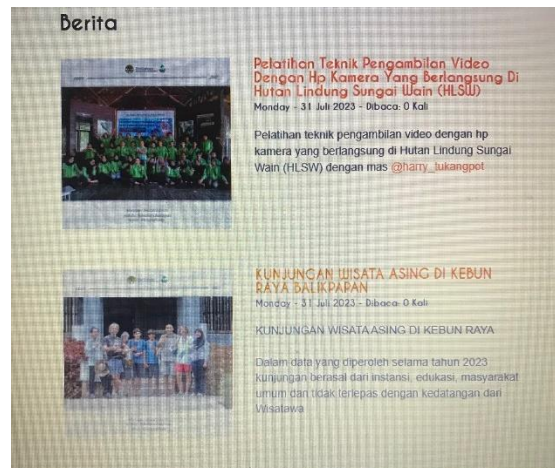 Berita
Pelatihan Teknik Pengambilan Video
Dengan Hp Kamera Yang Berlangsung Di
Hutan Lindung Sungai Wain (HLSW)
Monday - 31 Juli 2023 - Dibaca: 0 Kali
Pelatihan teknik pengambilan video dengan hp
kamera yang berlangsung di Hutan Lindung Sungai
Wain (HLSW) dengan mas @harry_tukangpot
KUNJUNGAN WISATA ASING DI KEBUN
RAYA BALIKPAPAN
Monday - 31 Juli 2023 - Dibaca: 0 Kali
KUNJUNGAN WISATA ASING DI KEBUN RAYA
Dalam data yang diperoleh selama tahun 2023
kunjungan berasal dari instansi, edukasi, masyarakat
umum dan tidak terlepas dengan kedatangan dari
Wisatawa